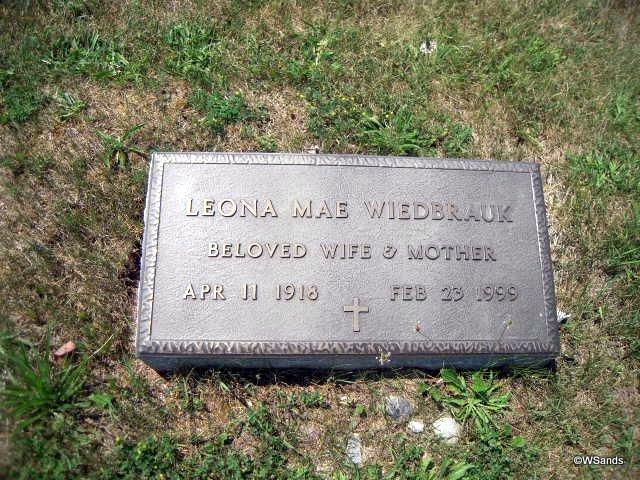 LEONA MAE WIEDBRAUK
BELOVED WIFE & MOTHER
APR 11 1918 FEB 23 1999
©WSands